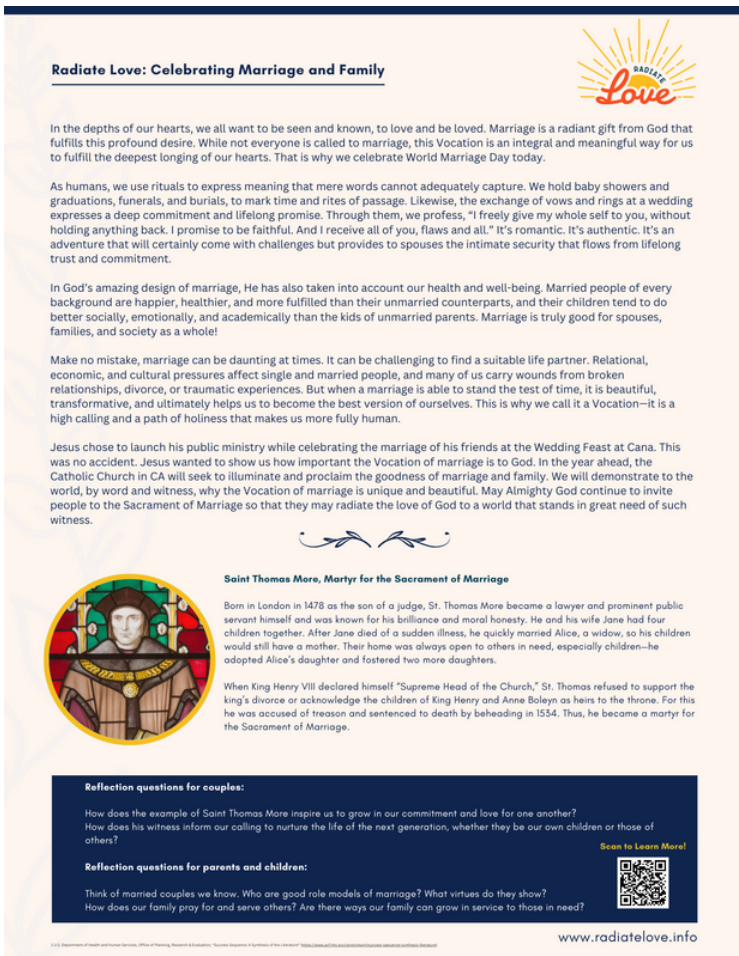 RADIATE
Love
Radiate Love: Celebrating Marriage and Family
In the depths of our hearts, we all want to be seen and known, to love and be loved. Marriage is a radiant gift from God that
fulfills this profound desire. While not everyone is called to marriage, this Vocation is an integral and meaningful way for us
to fulfill the deepest longing of our hearts. That is why we celebrate World Marriage Day today.
As humans, we use rituals to express meaning that mere words cannot adequately capture. We hold baby showers and
graduations, funerals, and burials, to mark time and rites of passage. Likewise, the exchange of vows and rings at a wedding
expresses a deep commitment and lifelong promise. Through them, we profess, “I freely give my whole self to you, without
holding anything back. I promise to be faithful. And I receive all of you, flaws and all.” It’s romantic. It’s authentic. It’s an
adventure that will certainly come with challenges but provides to spouses the intimate security that flows from lifelong
trust and commitment.
In God’s amazing design of marriage, He has also taken into account our health and well-being. Married people of every
background are happier, healthier, and more fulfilled than their unmarried counterparts, and their children tend to do
better socially, emotionally, and academically than the kids of unmarried parents. Marriage is truly good for spouses,
families, and society as a whole!
Make no mistake, marriage can be daunting at times. It can be challenging to find a suitable life partner. Relational,
economic, and cultural pressures affect single and married people, and many of us carry wounds from broken
relationships, divorce, or traumatic experiences. But when a marriage is able to stand the test of time, it is beautiful,
transformative, and ultimately helps us to become the best version of ourselves. This is why we call it a Vocation—it is a
high calling and a path of holiness that makes us more fully human.
Jesus chose to launch his public ministry while celebrating the marriage of his friends at the Wedding Feast at Cana. This
was no accident. Jesus wanted to show us how important the Vocation of marriage is to God. In the year ahead, the
Catholic Church in CA will seek to illuminate and proclaim the goodness of marriage and family. We will demonstrate to the
world, by word and witness, why the Vocation of marriage is unique and beautiful. May Almighty God continue to invite
people to the Sacrament of Marriage so that they may radiate the love of God to a world that stands in great need of such
witness.
Saint Thomas More, Martyr for the Sacrament of Marriage
Born in London in 1478 as the son of a judge, St. Thomas More became a lawyer and prominent public
servant himself and was known for his brilliance and moral honesty. He and his wife Jane had four
children together. After Jane died of a sudden illness, he quickly married Alice, a widow, so his children
would still have a mother. Their home was always open to others in need, especially children—he
adopted Alice’s daughter and fostered two more daughters.
When King Henry VIII declared himself “Supreme Head of the Church,” St. Thomas refused to support the
king’s divorce or acknowledge the children of King Henry and Anne Boleyn as heirs to the throne. For this
he was accused of treason and sentenced to death by beheading in 1534. Thus, he became a martyr for
the Sacrament of Marriage.
Reflection questions for couples:
How does the example of Saint Thomas More inspire us to grow in our commitment and love for one another?
How does his witness inform our calling to nurture the life of the next generation, whether they be our own children or those of
others?
Scan to Learn More!
Reflection questions for parents and children:
Think of married couples we know. Who are good role models of marriage? What virtues do they show?
How does our family pray for and serve others? Are there ways our family can grow in service to those in need?
www.radiatelove.info
U.S. Department of Health and Human Services, Office of Planning, Research & Evaluation, "Success Sequence: A Synthesis of the Literature"